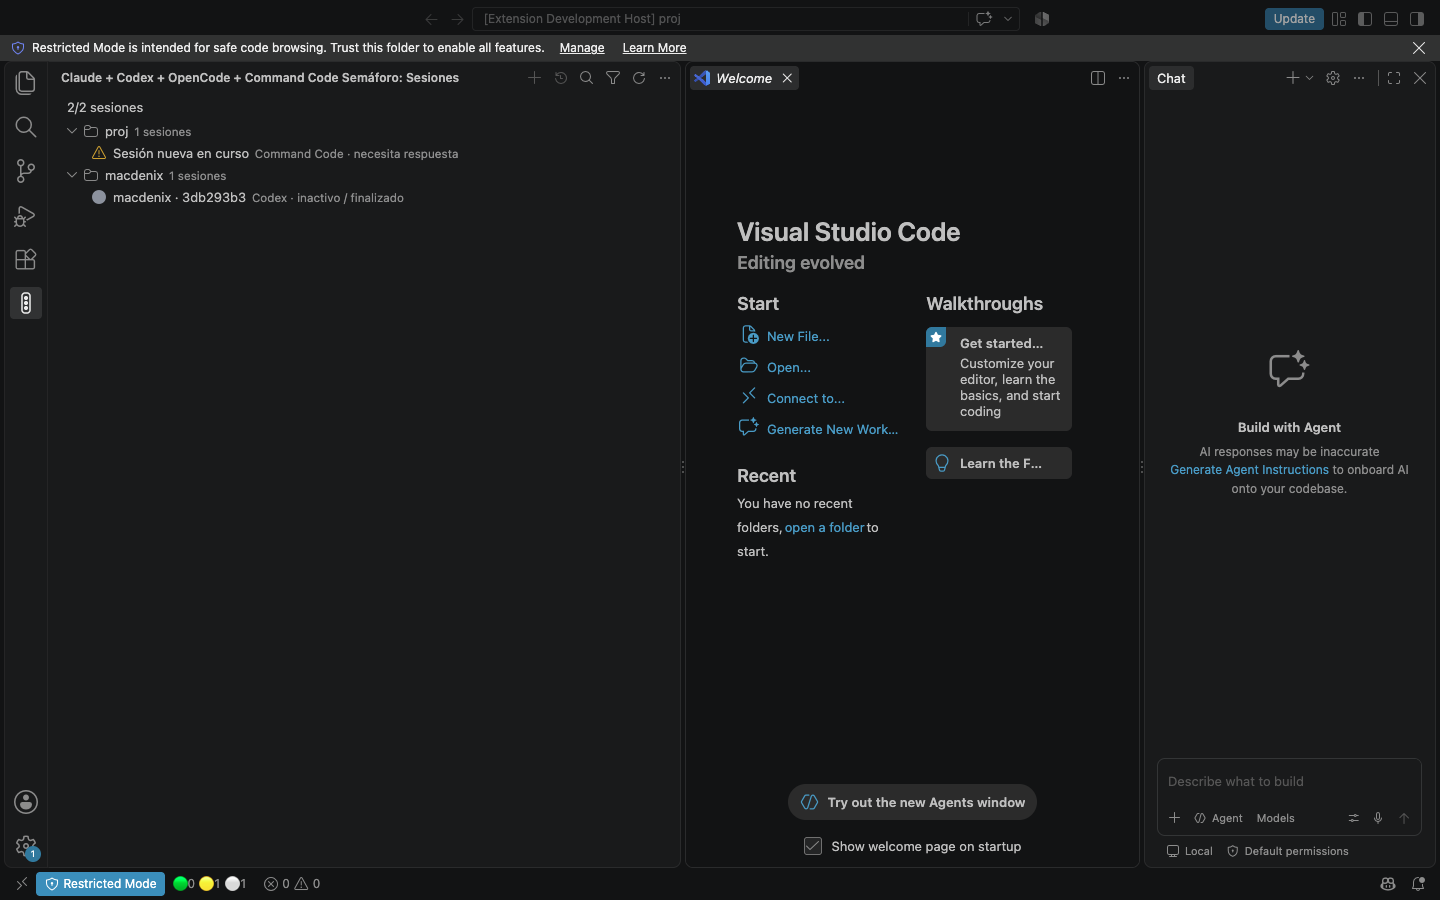 [Extension Development Host] proj
Update
Restricted Mode is intended for safe code browsing. Trust this folder to enable all features. Manage Learn More
Claude + Codex + OpenCode + Command Code Semáforo: Sesiones
2/2 sesiones
proj 1 sesiones
Sesión nueva en curso Command Code · necesita respuesta
macdenix 1 sesiones
macdenix · 3db293b3 Codex · inactivo / finalizado
Welcome
Visual Studio Code
Editing evolved
Start
New File...
Open...
Connect to...
Generate New Work...
Recent
You have no recent
folders, open a folder to
start.
Walkthroughs
Get started...
Customize your
editor, learn the
basics, and start
coding
Learn the F...
Try out the new Agents window
Show welcome page on startup
Chat
Build with Agent
AI responses may be inaccurate
Generate Agent Instructions to onboard AI
onto your codebase.
Describe what to build
Agent Models
Local Default permissions
1
Restricted Mode 0 1 1 0 0